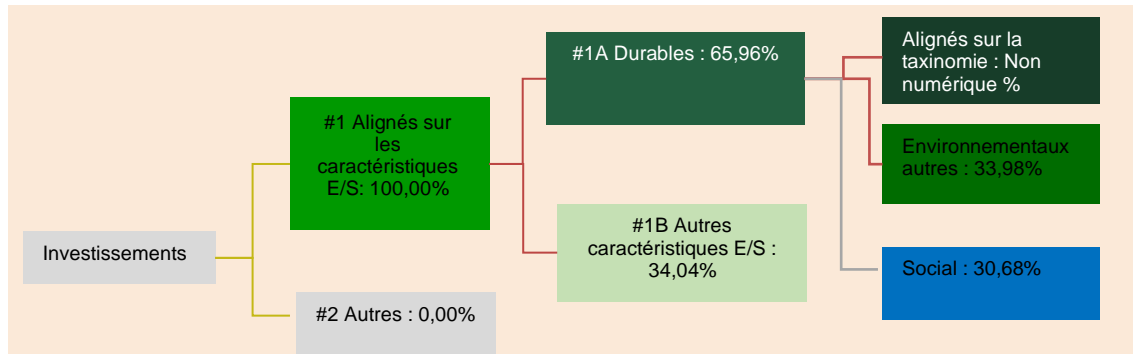 Investissements
#1 Alignés sur
les
caractéristiques
E/S: 100,00%
#2 Autres : 0,00%
#1A Durables : 65,96%
#1B Autres
caractéristiques E/S :
34,04%
Alignés sur la
taxinomie : Non
numérique %
Environnementaux
autres : 33,98%
Social : 30,68%